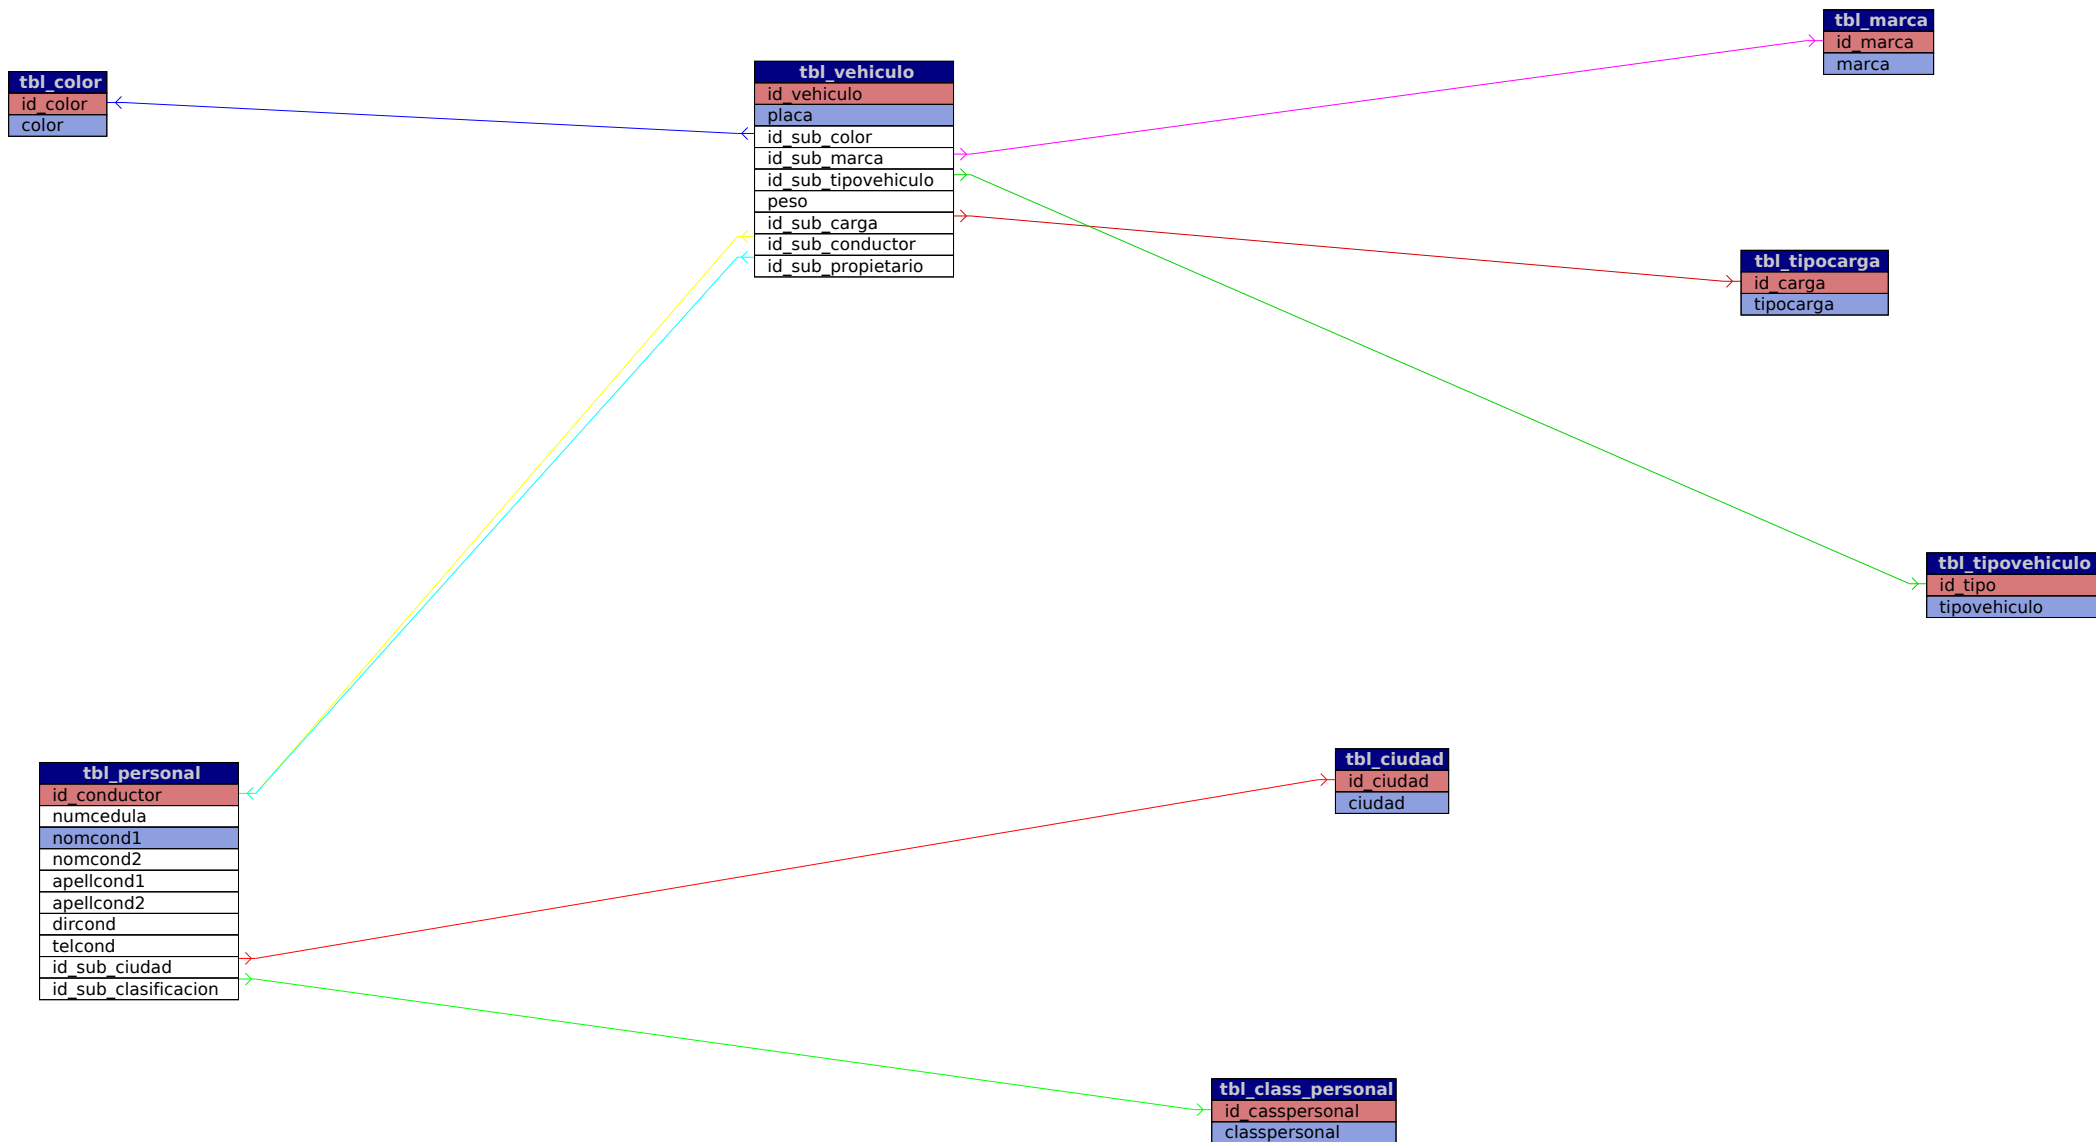 tbl_marca
id_marca
marca
tbl_color
id_color
color
tbl_vehiculo
id_vehiculo
placa
id_sub_color
id_sub_marca
id_sub_tipovehiculo
peso
id_sub_carga
id_sub_conductor
id_sub_propietario
tbl_tipocarga
id_carga
tipocarga
tbl_tipovehiculo
id_tipo
tipovehiculo
tbl_personal
id_conductor
numcedula
nomcond1
nomcond2
apellcond1
apellcond2
dircond
telcond
id_sub_ciudad
id_sub_clasificacion
tbl_ciudad
id_ciudad
ciudad
tbl_class_personal
id_casspersonal
classpersonal